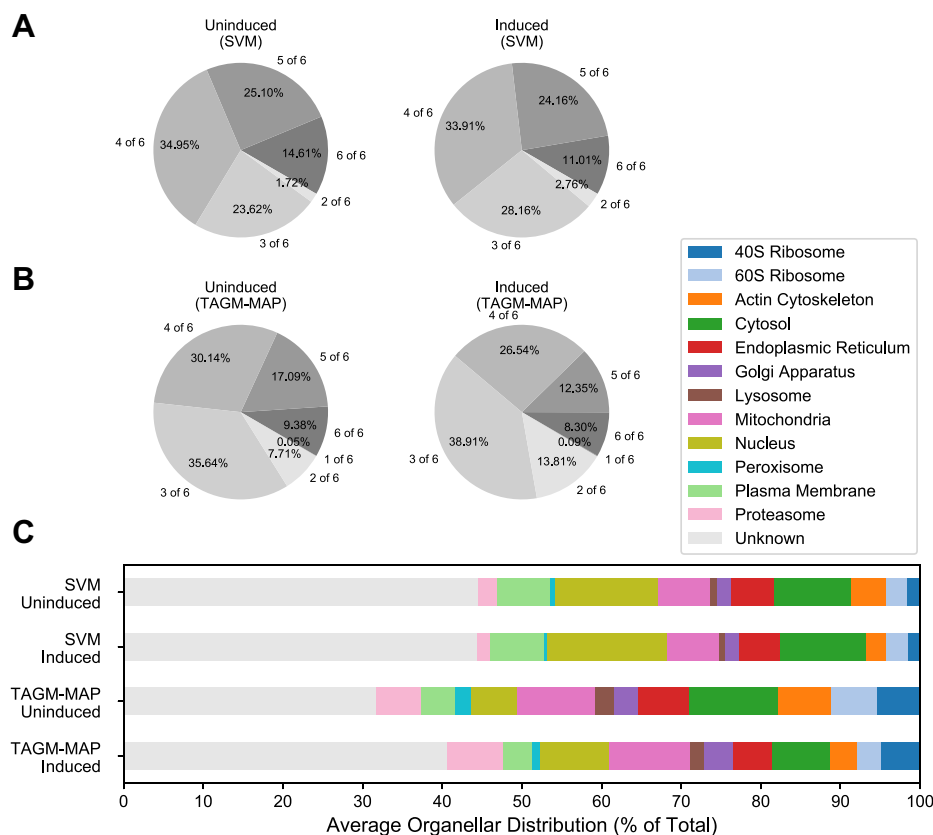 A
Uninduced
(SVM)
5 of 6
25.10%
4 of 6
34.95%
14.61%
6 of 6
1.72%
2 of 6
23.62%
3 of 6
Induced
(SVM)
5 of 6
24.16%
4 of 6
33.91%
11.01%
6 of 6
2.76%
2 of 6
28.16%
3 of 6
B
Uninduced
(TAGM-MAP)
4 of 6
30.14%
5 of 6
17.09%
9.38%
6 of 6
0.05%
1 of 6
7.71%
2 of 6
35.64%
3 of 6
Induced
(TAGM-MAP)
4 of 6
26.54%
5 of 6
12.35%
8.30%
6 of 6
0.09%
1 of 6
13.81%
2 of 6
38.91%
3 of 6
40S Ribosome
60S Ribosome
Actin Cytoskeleton
Cytosol
Endoplasmic Reticulum
Golgi Apparatus
Lysosome
Mitochondria
Nucleus
Peroxisome
Plasma Membrane
Proteasome
Unknown
C
SVM
Uninduced
SVM
Induced
TAGM-MAP
Uninduced
TAGM-MAP
Induced
0 10 20 30 40 50 60 70 80 90 100
Average Organellar Distribution (% of Total)